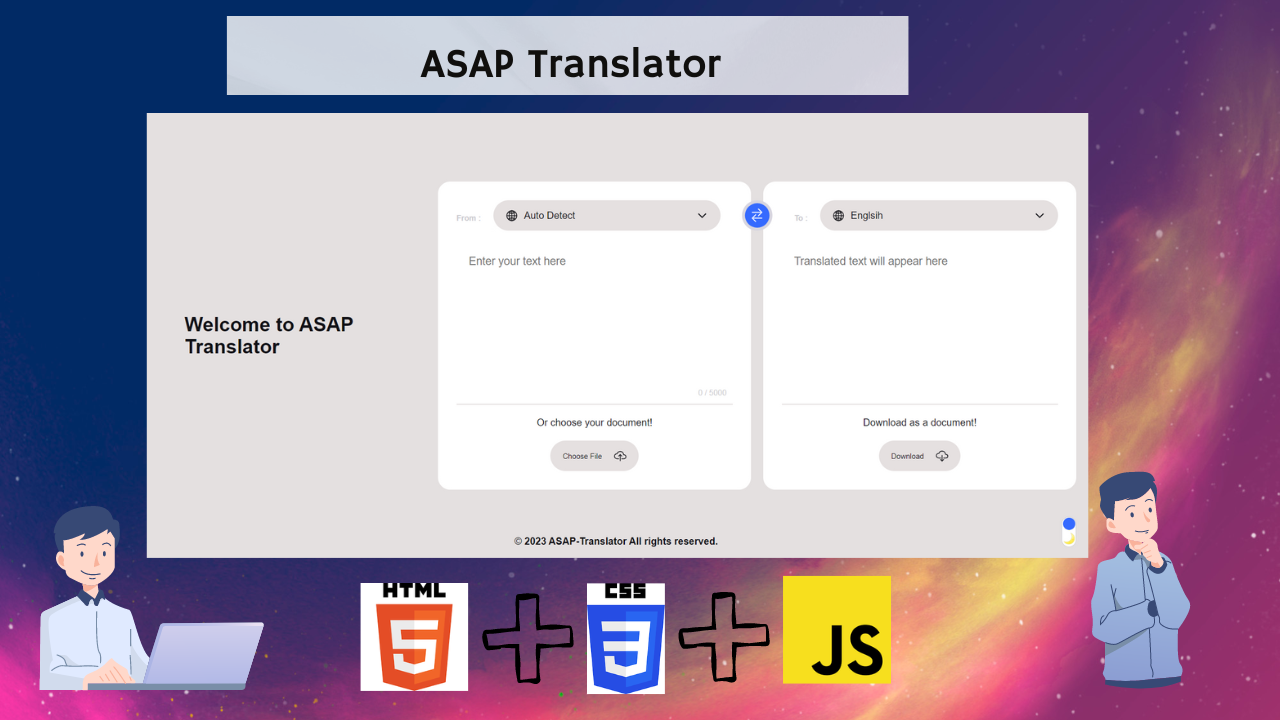 ASAP Translator
Welcome to ASAP
Translator
From :
Auto Detect
Enter your text here
0 / 5000
Or choose your document!
Choose File
To :
Englsih
Translated text will appear here
Download as a document!
Download
© 2023 ASAP-Translator All rights reserved.
HTML
5
CSS
3
JS